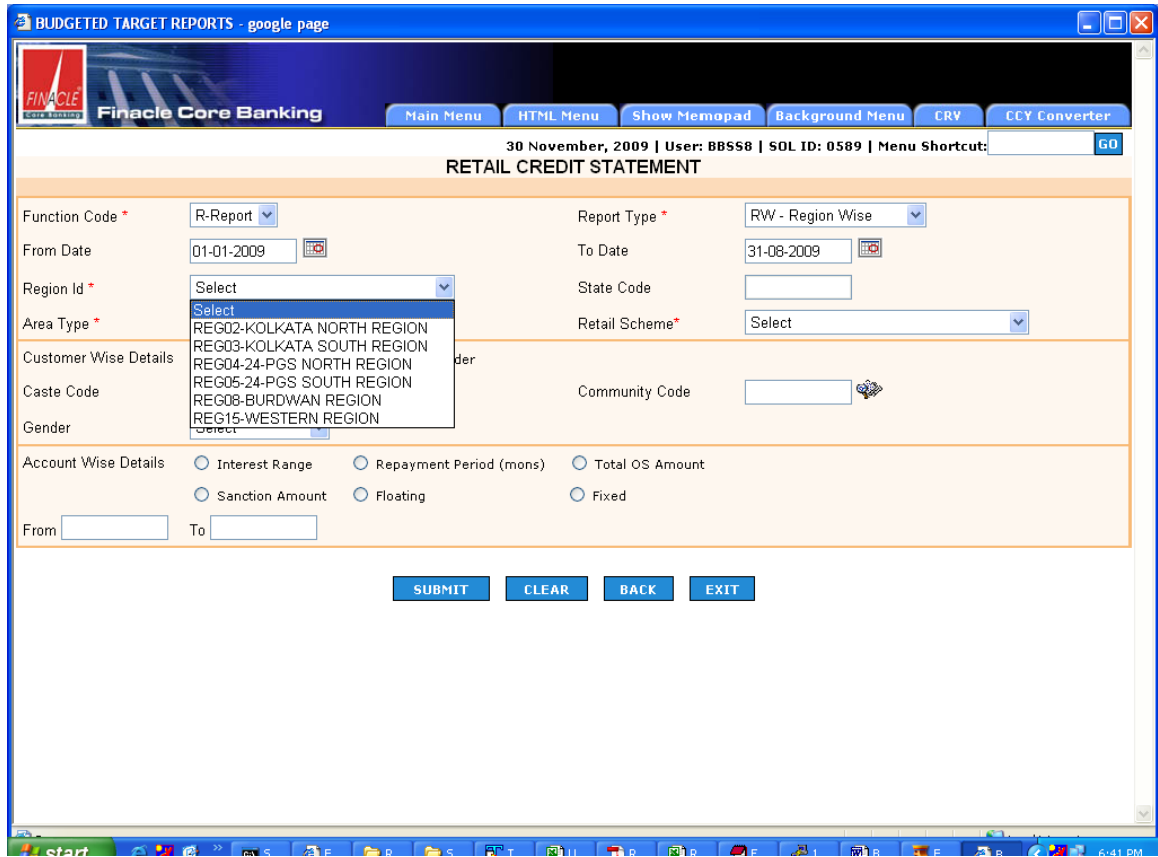 BUDGETED TARGET REPORTS - google page
FINACLE
Core Banking
Finacle Core Banking
Main Menu HTML Menu Show Memopad Background Menu CRV CCY Converter
30 November, 2009 | User: BBSS8 | SOL ID: 0589 | Menu Shortcut: GO
RETAIL CREDIT STATEMENT
Function Code * R-Report Report Type * RW - Region Wise
From Date 01-01-2009 To Date 31-08-2009
Region Id * Select State Code
Select
Area Type * Retail Scheme* Select
REG02-KOLKATA NORTH REGION
REG03-KOLKATA SOUTH REGION
Customer Wise Details der
REG04-24-PGS NORTH REGION
REG05-24-PGS SOUTH REGION
Caste Code Community Code
REG08-BURDWAN REGION
REG15-WESTERN REGION
Gender Select
Account Wise Details Interest Range Repayment Period (mons) Total OS Amount
Sanction Amount Floating Fixed
From To
SUBMIT CLEAR BACK EXIT
start S E R S T U R R F 1 B F B 6:41 PM